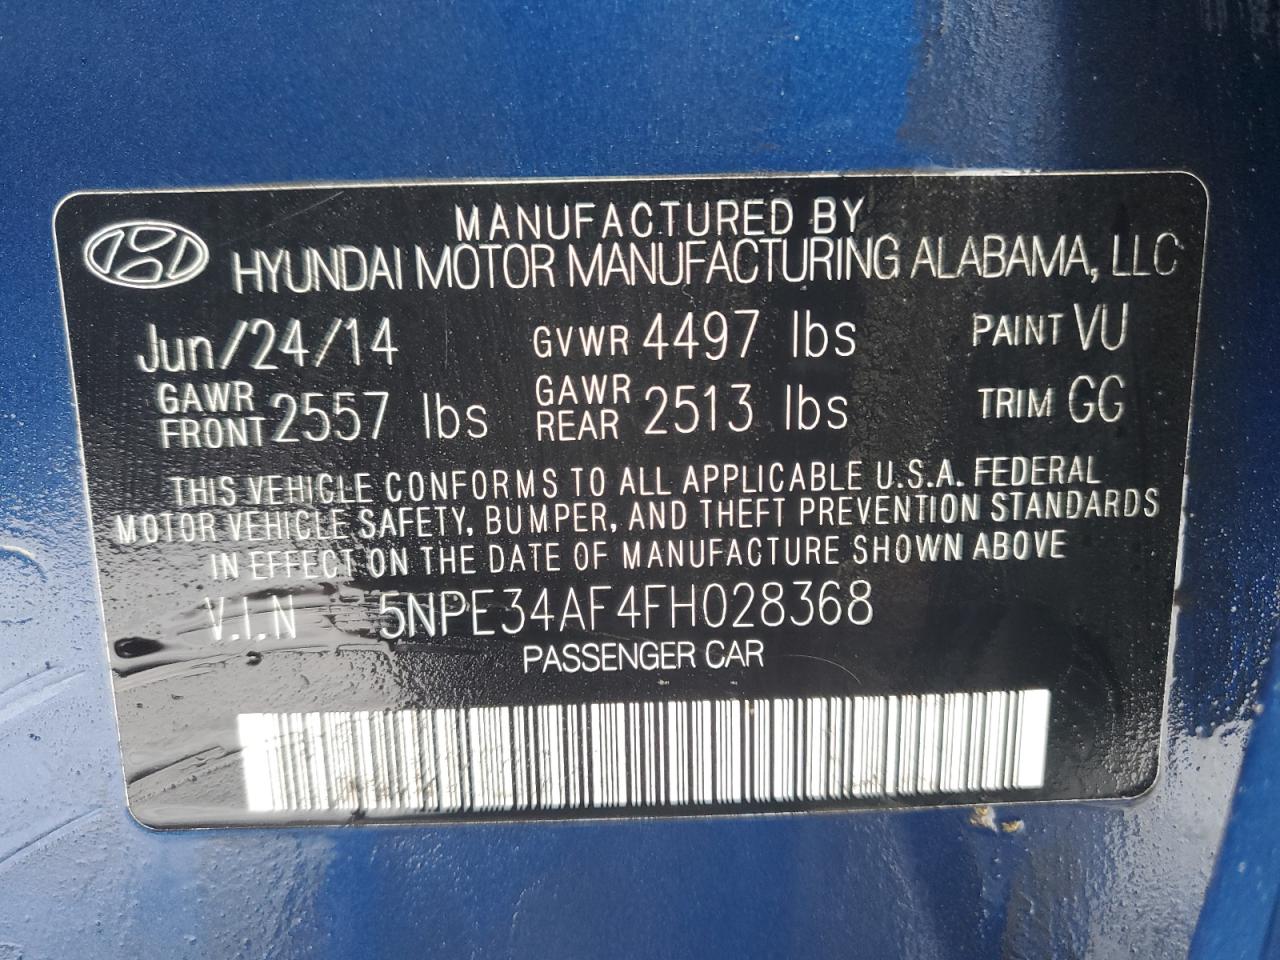 MANUFACTURED BY
HYUNDAI MOTOR MANUFACTURING ALABAMA, LLC
Jun/24/14 GVWR 4497 lbs PAINT VU
GAWR FRONT 2557 lbs GAWR REAR 2513 lbs TRIM GG
THIS VEHICLE CONFORMS TO ALL APPLICABLE U.S.A. FEDERAL
MOTOR VEHICLE SAFETY, BUMPER, AND THEFT PREVENTION STANDARDS
IN EFFECT ON THE DATE OF MANUFACTURE SHOWN ABOVE
V.I.N 5NPE34AF4FH028368
PASSENGER CAR